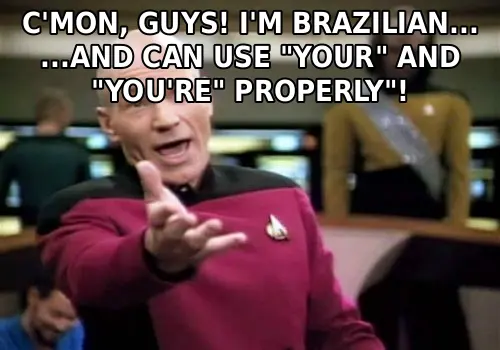 C'MON, GUYS! I'M BRAZILIAN...
...AND CAN USE "YOUR" AND
"YOU'RE" PROPERLY"!